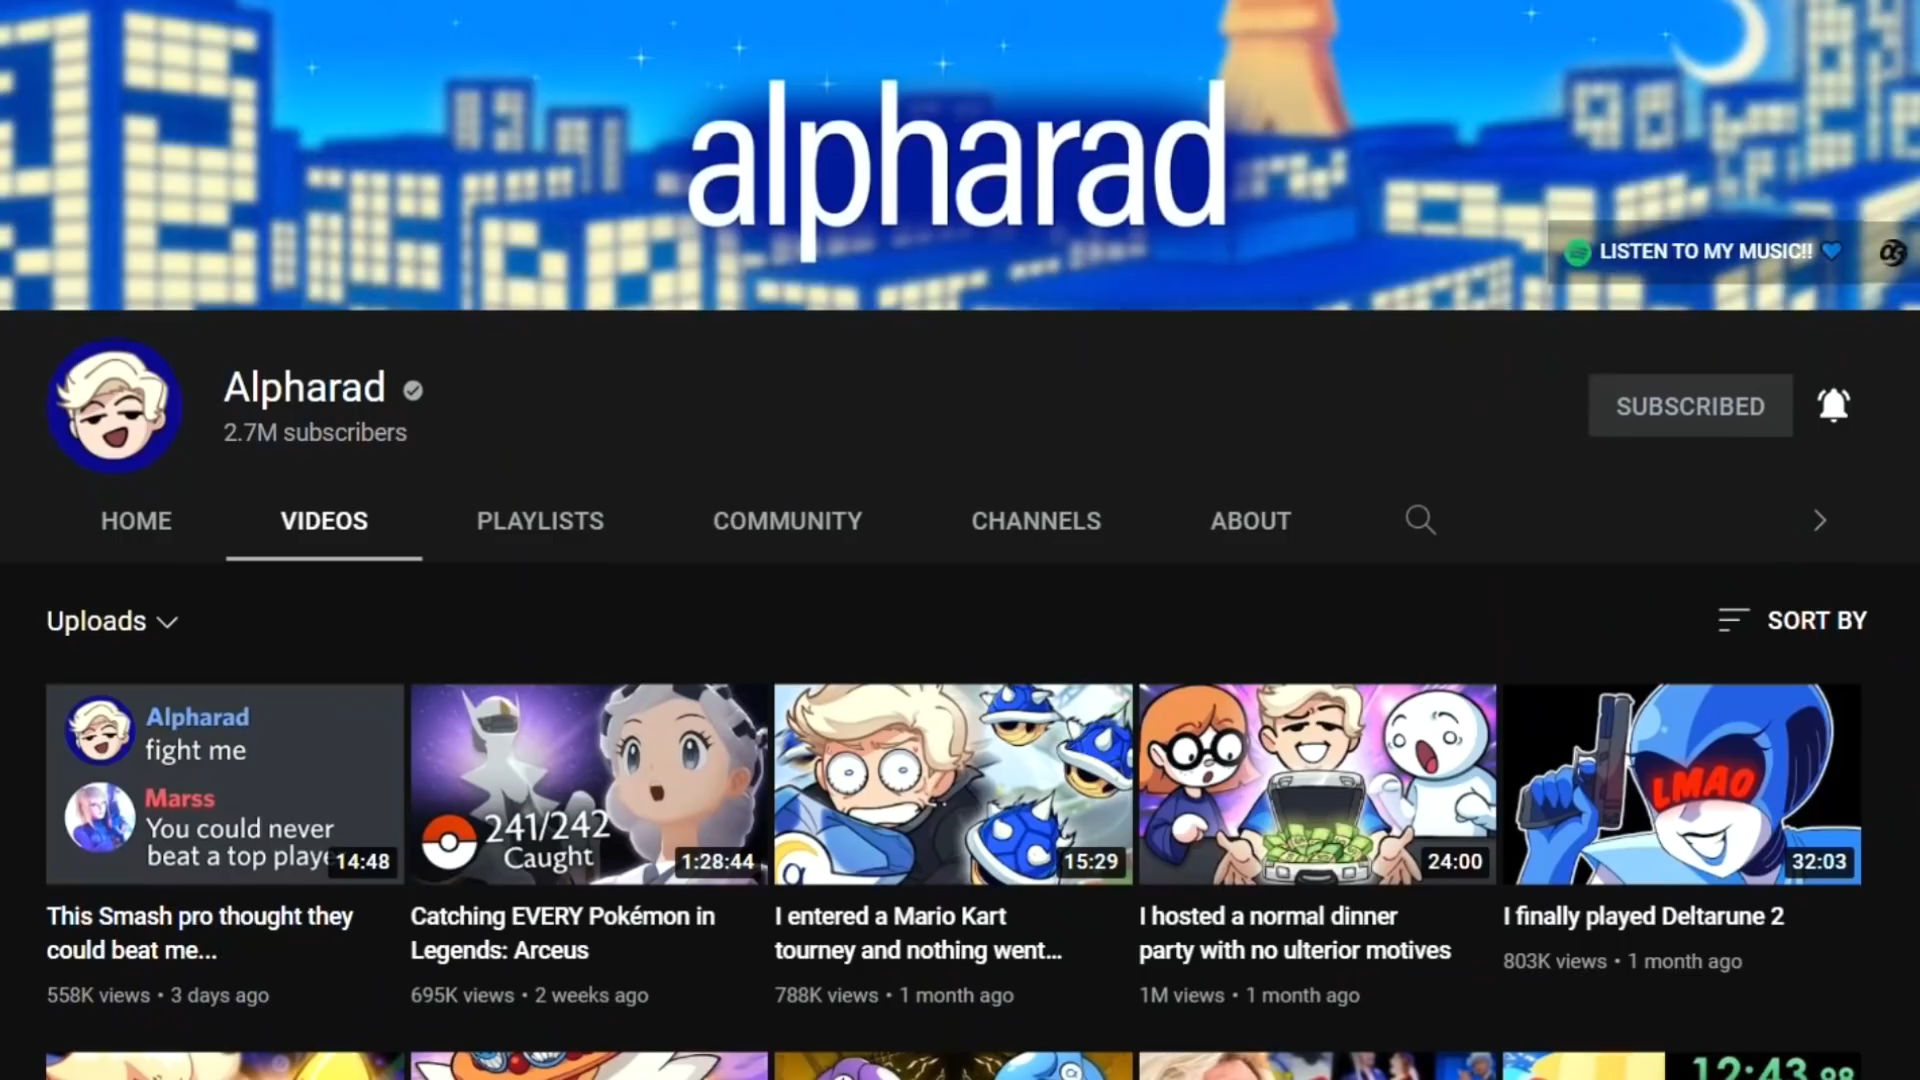 alpharad
LISTEN TO MY MUSIC!!
Alpharad
2.7M subscribers
SUBSCRIBED
HOME
VIDEOS
PLAYLISTS
COMMUNITY
CHANNELS
ABOUT
Uploads
SORT BY
Alpharad
fight me
Marss
You could never
beat a top playe
14:48
241/242
Caught
1:28:44
15:29
24:00
LMAO
32:03
This Smash pro thought they
could beat me...
558K views • 3 days ago
Catching EVERY Pokémon in
Legends: Arceus
695K views • 2 weeks ago
I entered a Mario Kart
tourney and nothing went...
788K views • 1 month ago
I hosted a normal dinner
party with no ulterior motives
1M views • 1 month ago
I finally played Deltarune 2
803K views • 1 month ago
12:43.98